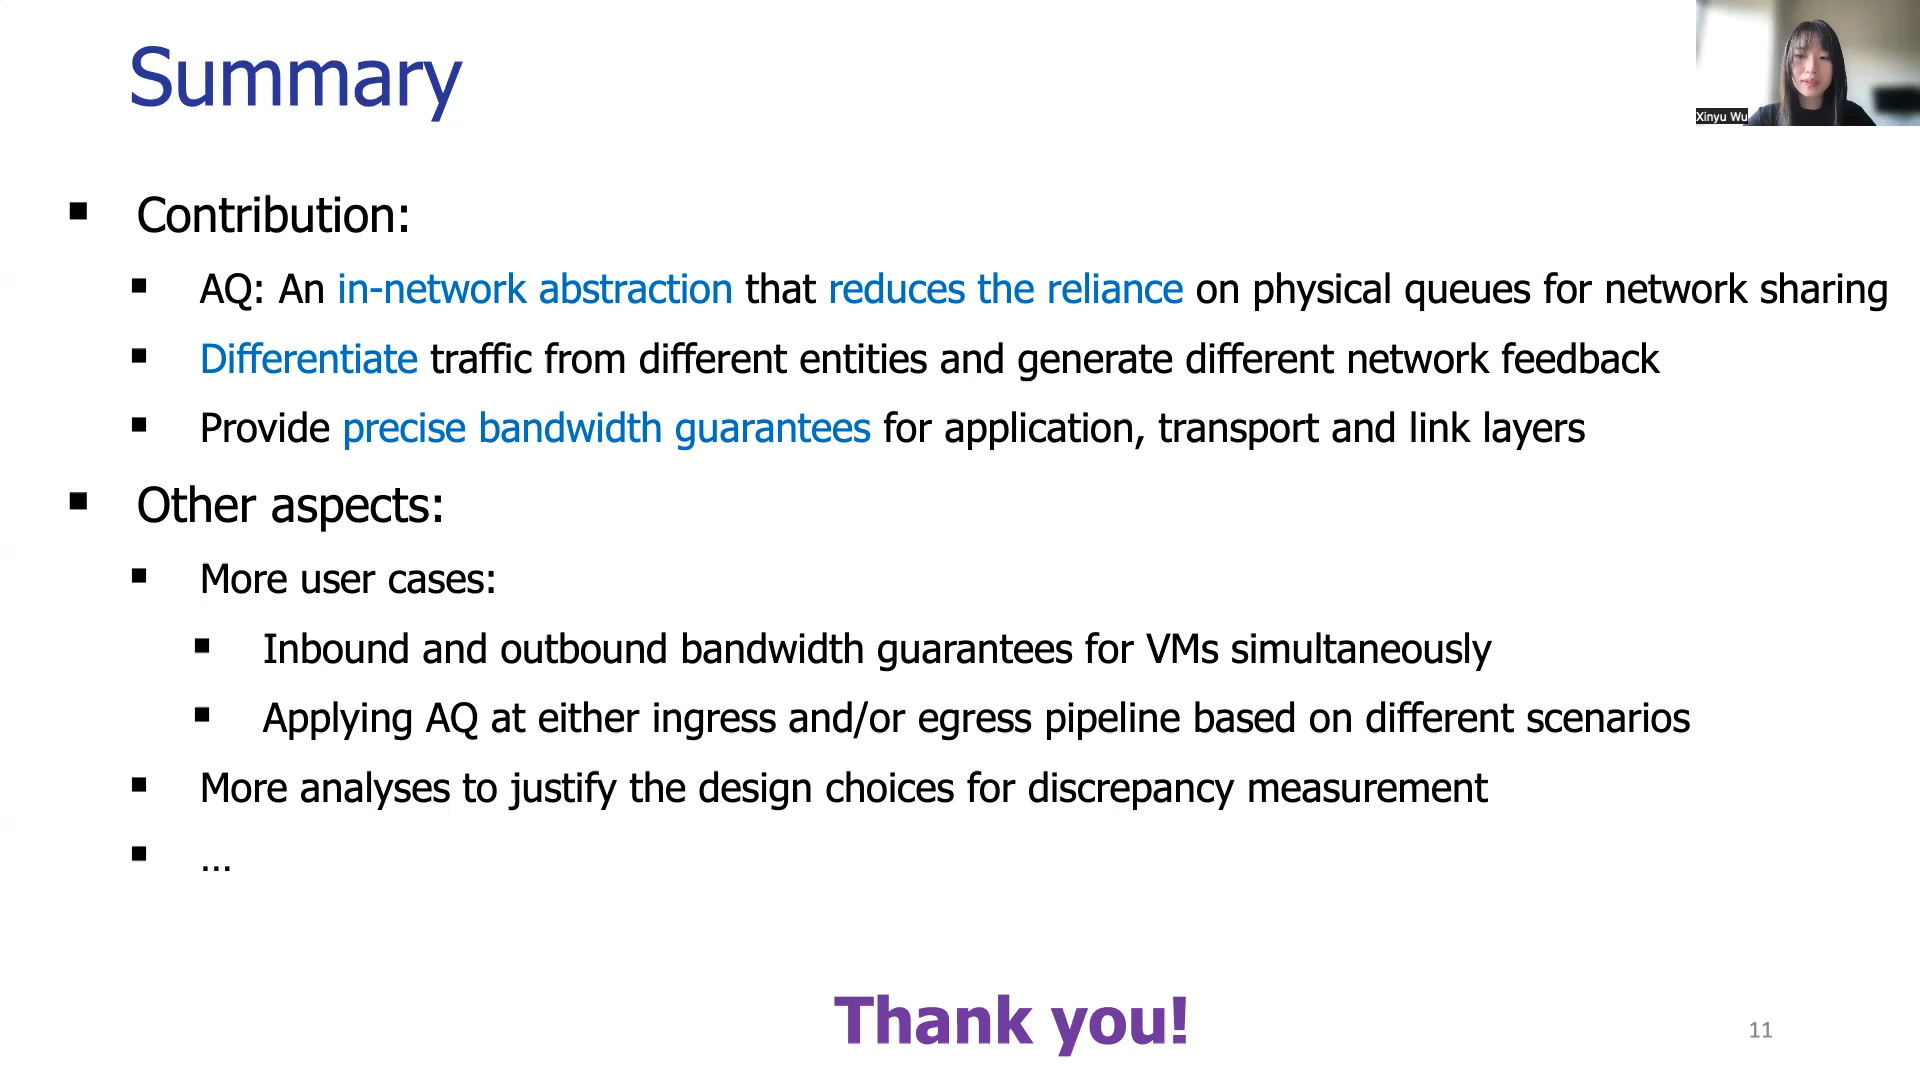 Summary
Xinyu Wu
Contribution:
AQ: An in-network abstraction that reduces the reliance on physical queues for network sharing
Differentiate traffic from different entities and generate different network feedback
Provide precise bandwidth guarantees for application, transport and link layers
Other aspects:
More user cases:
Inbound and outbound bandwidth guarantees for VMs simultaneously
Applying AQ at either ingress and/or egress pipeline based on different scenarios
More analyses to justify the design choices for discrepancy measurement
...
Thank you!
11